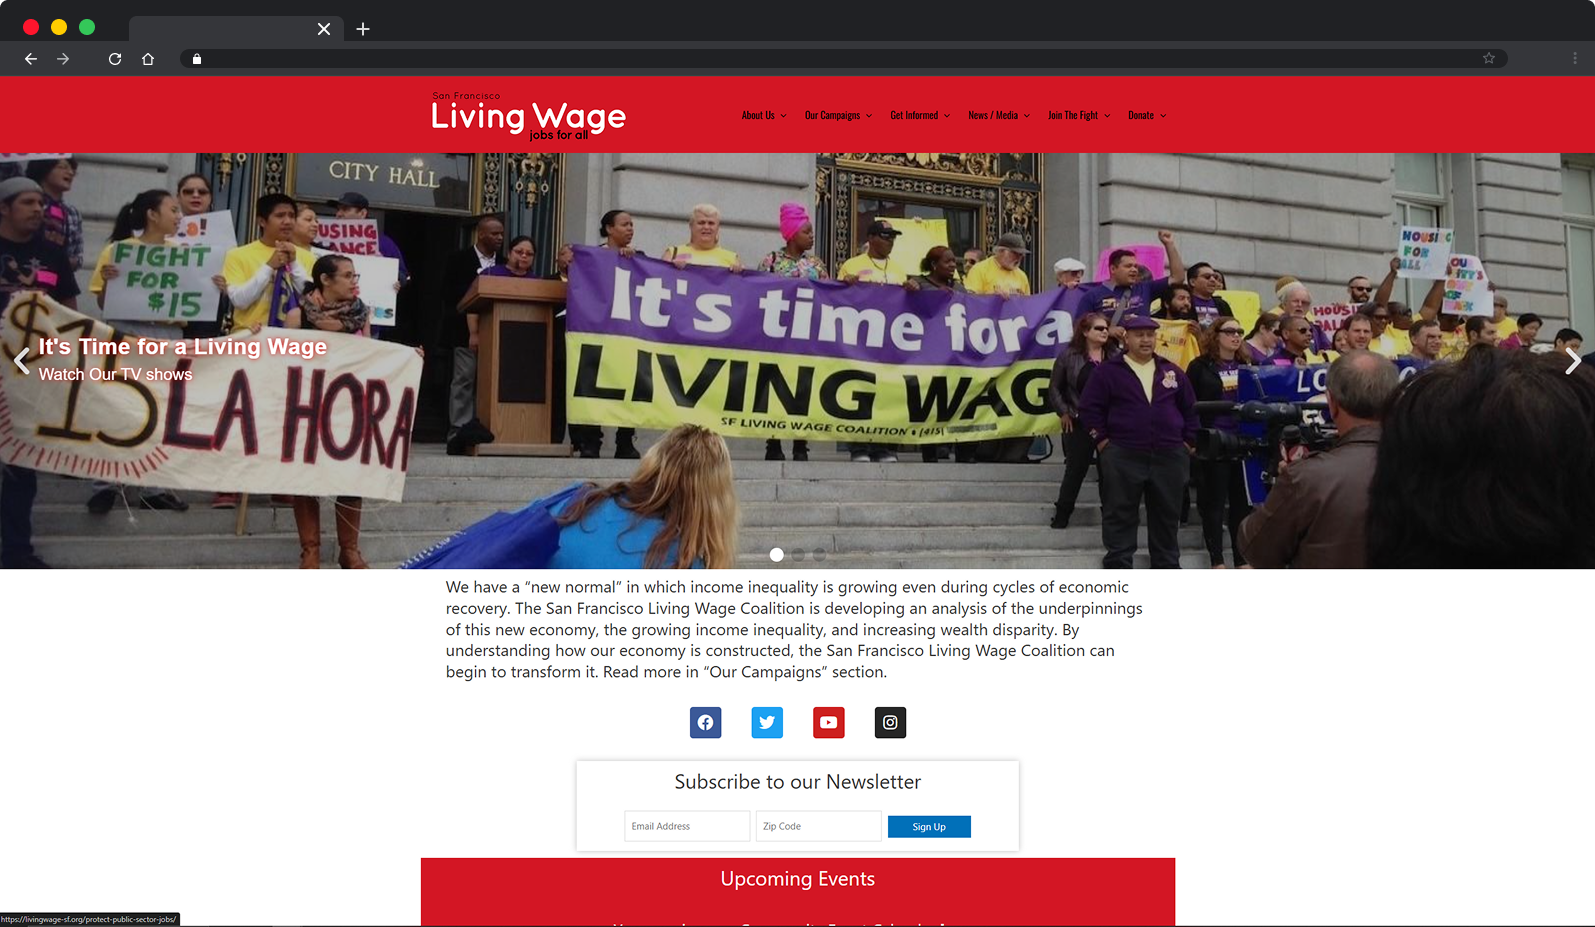 San Francisco
Living Wage
jobs for all
About Us
Our Campaigns
Get Informed
News / Media
Join The Fight
Donate
CITY HALL
FIGHT
FOR
$15
HOUSING
FOR
ALL
It's time for a
LIVING WAG
SF LIVING WAGE COALITION • (415)
$15
LA HORA
It's Time for a Living Wage
Watch Our TV shows
We have a “new normal” in which income inequality is growing even during cycles of economic
recovery. The San Francisco Living Wage Coalition is developing an analysis of the underpinnings
of this new economy, the growing income inequality, and increasing wealth disparity. By
understanding how our economy is constructed, the San Francisco Living Wage Coalition can
begin to transform it. Read more in “Our Campaigns” section.
Subscribe to our Newsletter
Email Address
Zip Code
Sign Up
Upcoming Events
https://livingwage-sf.org/protect-public-sector-jobs/